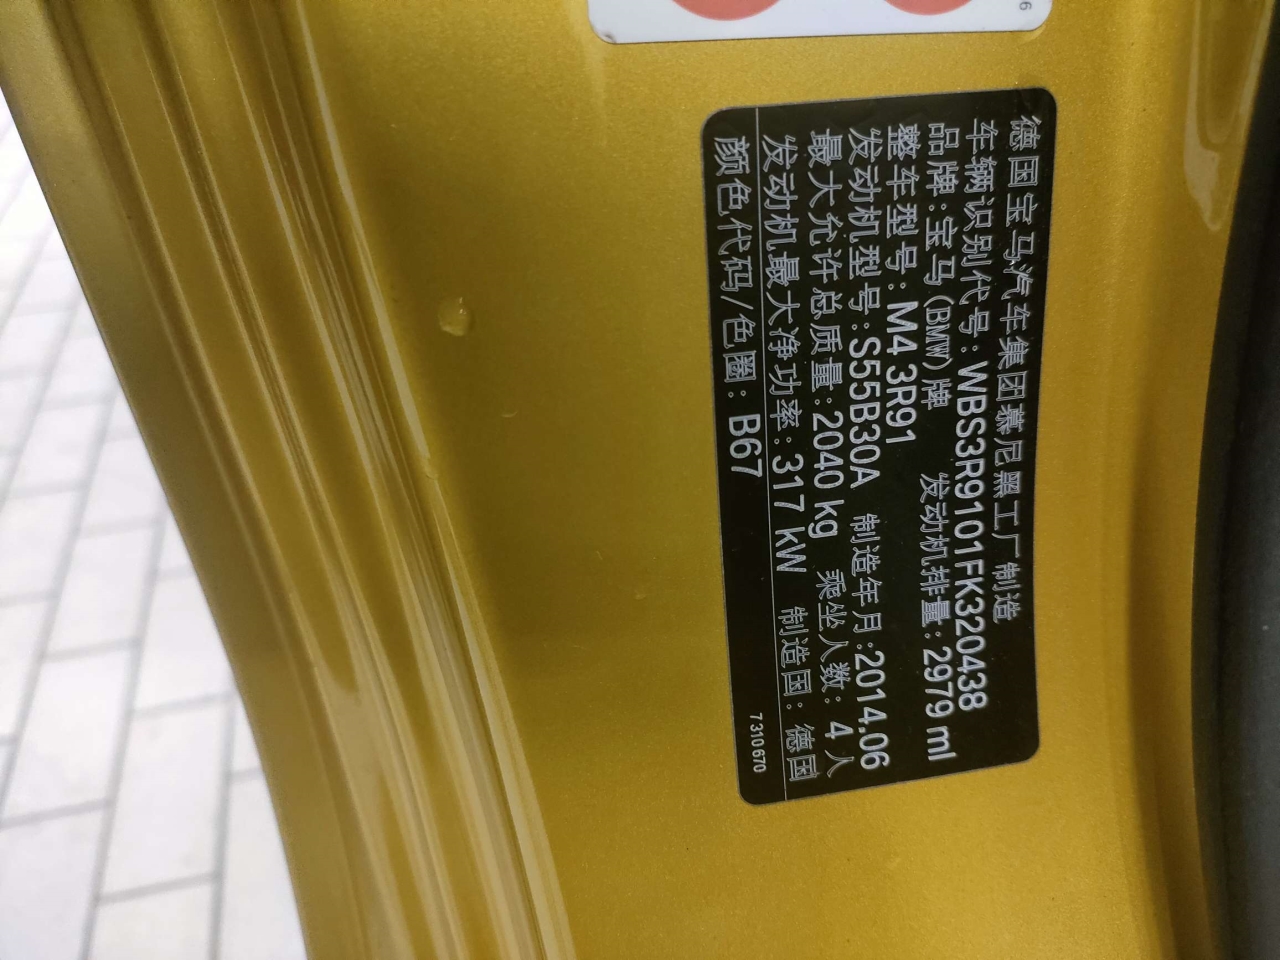 6
德国宝马汽车集团慕尼黑工厂制造
车辆识别代号:WBS3R9101FK320438
品牌:宝马(BMW)牌 发动机排量:2979 ml
整车型号:M4 3R91
发动机型号:S55B30A 制造年月:2014.06
最大允许总质量:2040 kg 乘坐人数:4人
发动机最大净功率:317 kW 制造国:德国
颜色代码/色圈:B67
7310670